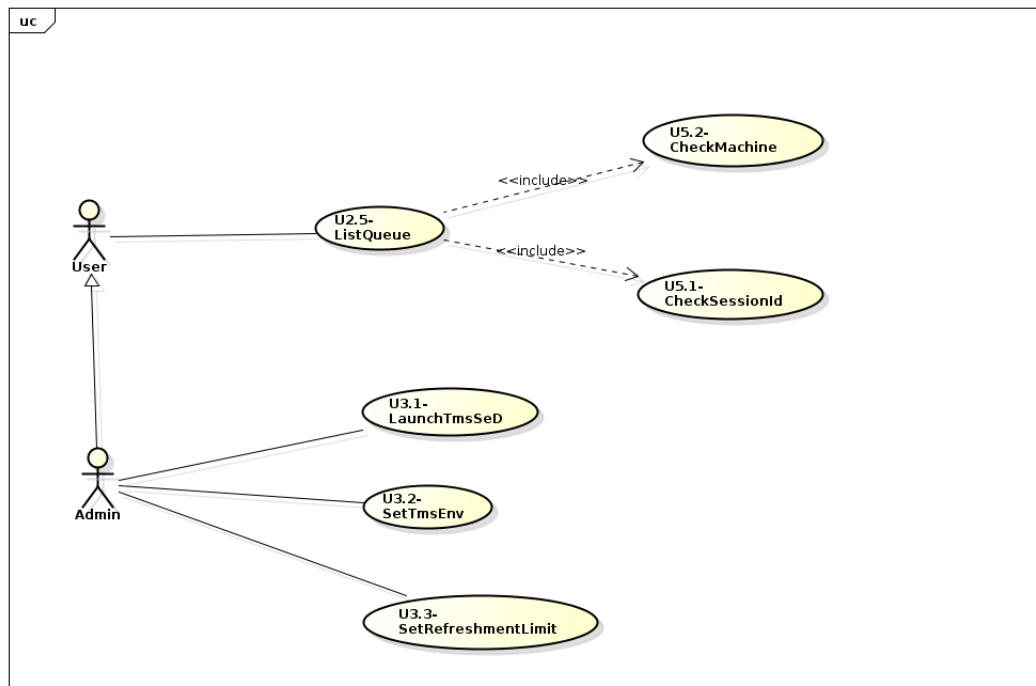 uc
U5.2-
CheckMachine
<<include>>
U2.5-
ListQueue
<<include>>
User
U5.1-
CheckSessionId
U3.1-
LaunchTmsSeD
U3.2-
SetTmsEnv
Admin
U3.3-
SetRefreshmentLimit